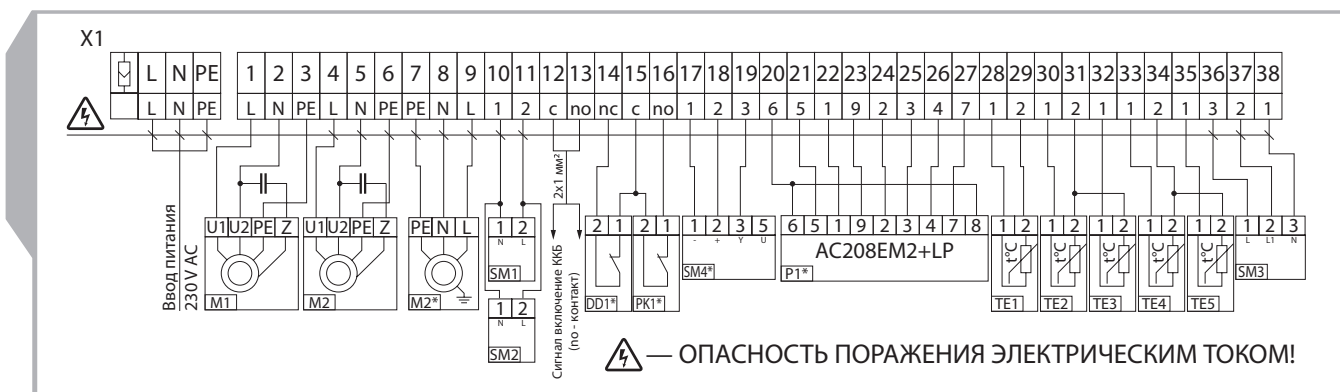 X1
L N PE 1 2 3 4 5 6 7 8 9 10 11 12 13 14 15 16 17 18 19 20 21 22 23 24 25 26 27 28 29 30 31 32 33 34 35 36 37 38
L N PE L N PE L N PE PE N L 1 2 c no nc c no 1 2 3 6 5 1 9 2 3 4 7 1 2 1 2 1 1 2 1 3 2 1
Ввод питания
230 V AC
U1 U2 PE Z
M1
U1 U2 PE Z
M2
PE N L
M2*
1 2
N L
SM1
1 2
N L
SM2
2x1 мм²
Сигнал включение ККБ
(no - контакт)
2 1
DD1*
2 1
PK1*
1 2 3 5
- + Y U
SM4*
6 5 1 9 2 3 4 7 8
AC208EM2+LP
P1*
1 2
t°C
TE1
1 2
t°C
TE2
1 2
t°C
TE3
1 2
t°C
TE4
1 2
t°C
TE5
1 2 3
L L1 N
SM3
— ОПАСНОСТЬ ПОРАЖЕНИЯ ЭЛЕКТРИЧЕСКИМ ТОКОМ!